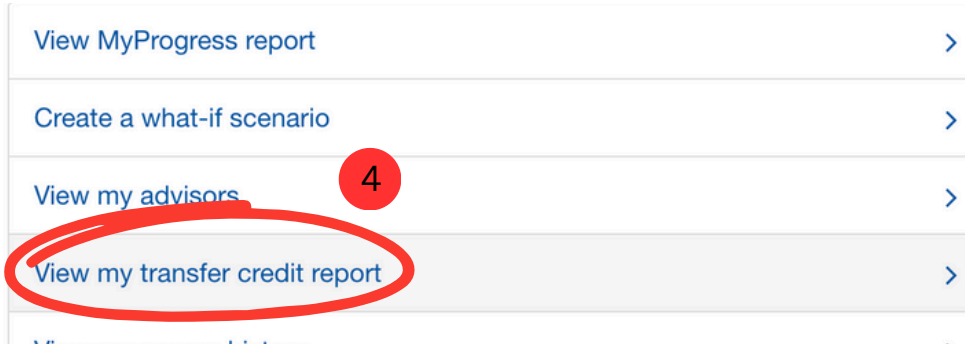 View MyProgress report
Create a what-if scenario
4
View my advisors
View my transfer credit report